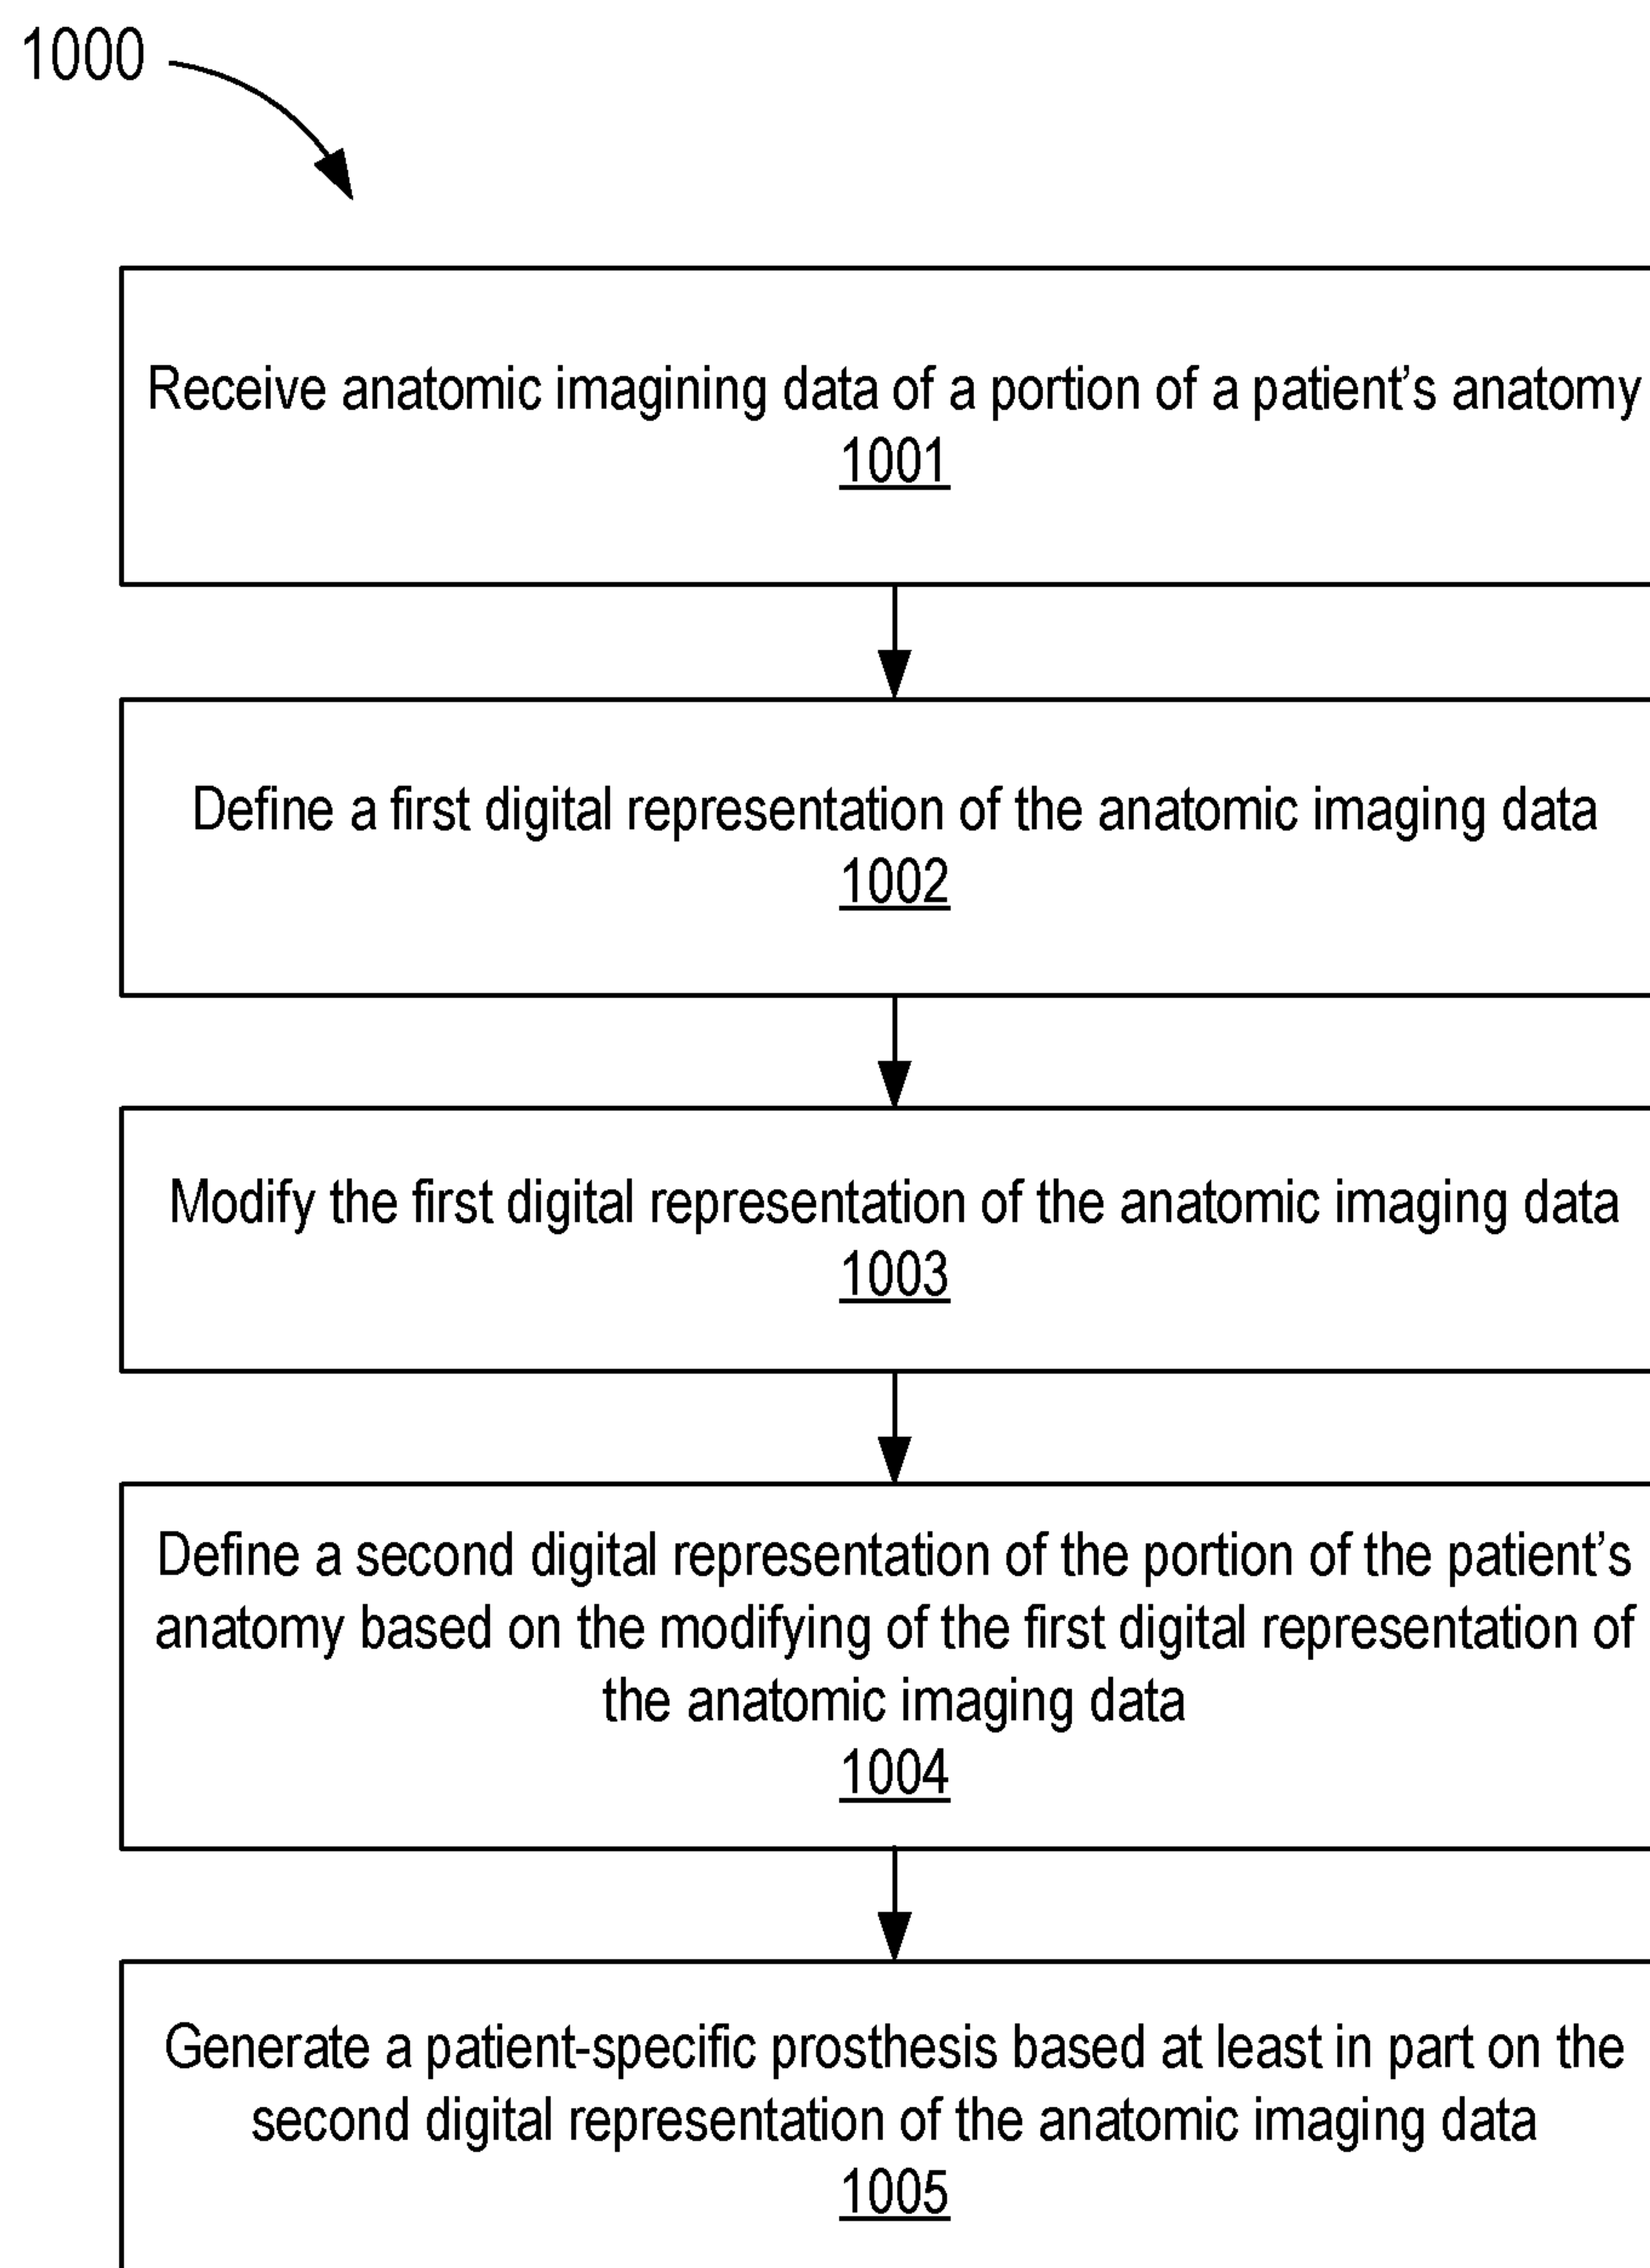 1000
Receive anatomic imagining data of a portion of a patient’s anatomy
1001
Define a first digital representation of the anatomic imaging data
1002
Modify the first digital representation of the anatomic imaging data
1003
Define a second digital representation of the portion of the patient’s
anatomy based on the modifying of the first digital representation of
the anatomic imaging data
1004
Generate a patient-specific prosthesis based at least in part on the
second digital representation of the anatomic imaging data
1005